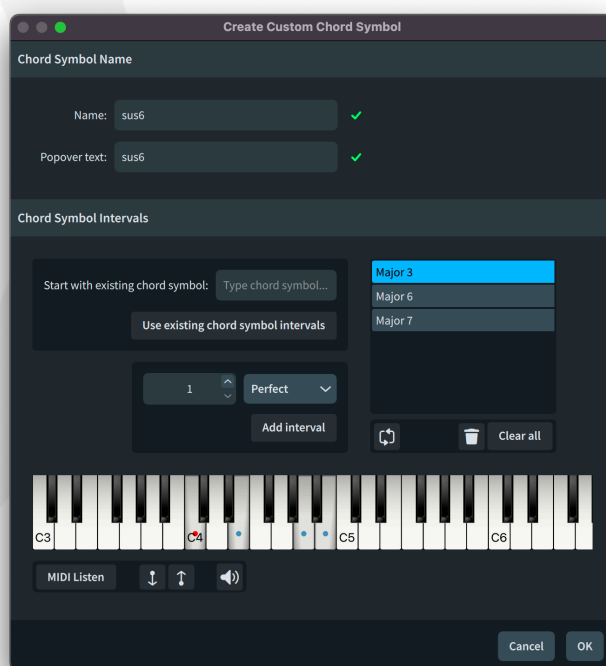 Create Custom Chord Symbol
Chord Symbol Name
Name: sus6
Popover text: sus6
Chord Symbol Intervals
Start with existing chord symbol: Type chord symbol...
Use existing chord symbol intervals
Major 3
Major 6
Major 7
1 Perfect
Add interval
Clear all
C3 C4 C5 C6
MIDI Listen
Cancel OK